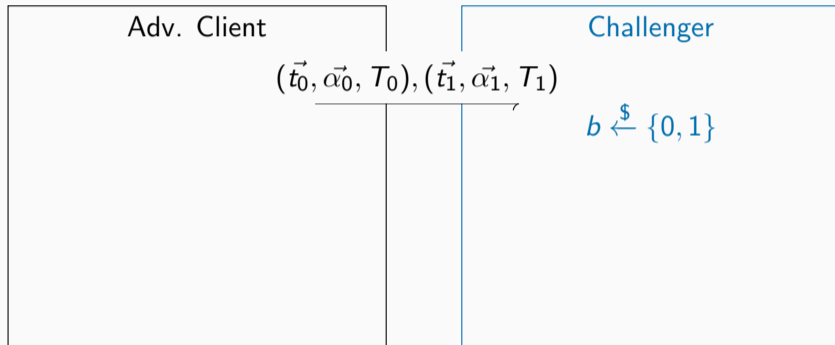 Adv. Client
Challenger
(t⃗₀, α⃗₀, T₀), (t⃗₁, α⃗₁, T₁)
b $← {0, 1}